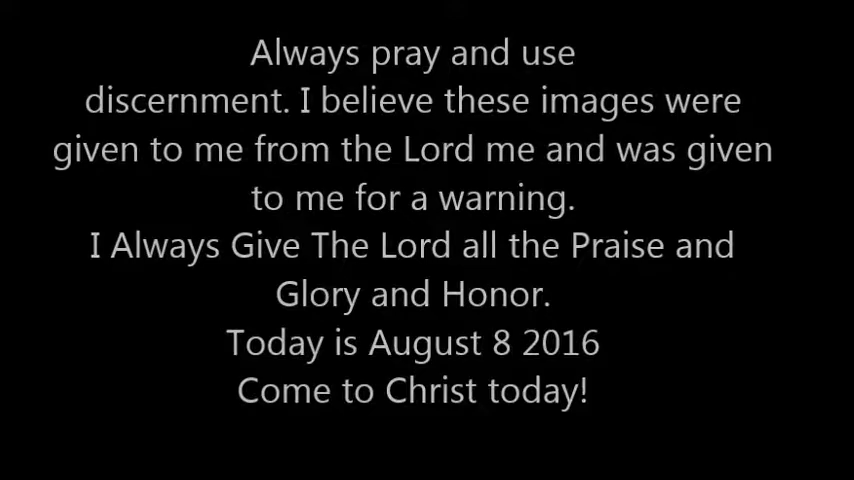 Always pray and use
discernment. I believe these images were
given to me from the Lord me and was given
to me for a warning.
I Always Give The Lord all the Praise and
Glory and Honor.
Today is August 8 2016
Come to Christ today!